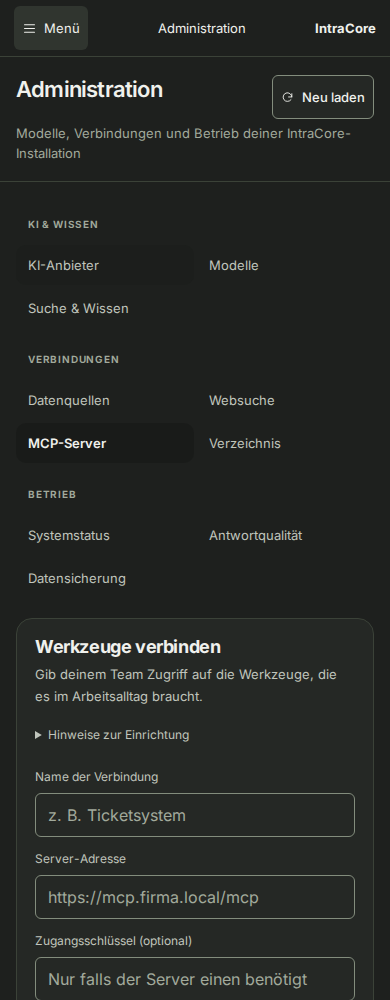 Menü
Administration
IntraCore
Administration
Neu laden
Modelle, Verbindungen und Betrieb deiner IntraCore-
Installation
KI & WISSEN
KI-Anbieter
Modelle
Suche & Wissen
VERBINDUNGEN
Datenquellen
Websuche
MCP-Server
Verzeichnis
BETRIEB
Systemstatus
Antwortqualität
Datensicherung
Werkzeuge verbinden
Gib deinem Team Zugriff auf die Werkzeuge, die
es im Arbeitsalltag braucht.
Hinweise zur Einrichtung
Name der Verbindung
z. B. Ticketsystem
Server-Adresse
https://mcp.firma.local/mcp
Zugangsschlüssel (optional)
Nur falls der Server einen benötigt